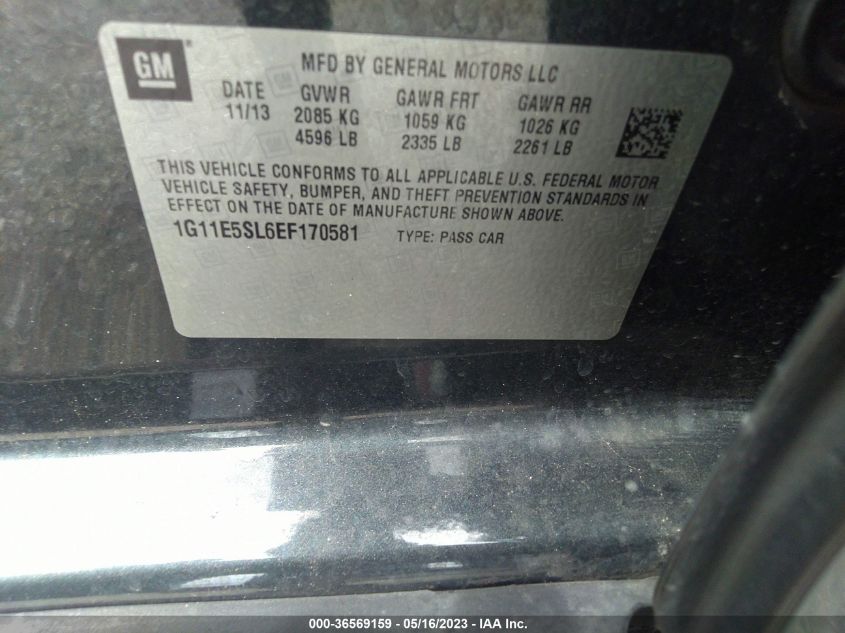 GM
MFD BY GENERAL MOTORS LLC
DATE GVWR GAWR FRT GAWR RR
11/13 2085 KG 1059 KG 1026 KG
4596 LB 2335 LB 2261 LB
THIS VEHICLE CONFORMS TO ALL APPLICABLE U.S. FEDERAL MOTOR
VEHICLE SAFETY, BUMPER, AND THEFT PREVENTION STANDARDS IN
EFFECT ON THE DATE OF MANUFACTURE SHOWN ABOVE.
1G11E5SL6EF170581 TYPE: PASS CAR
000-36569159 - 05/16/2023 - IAA Inc.